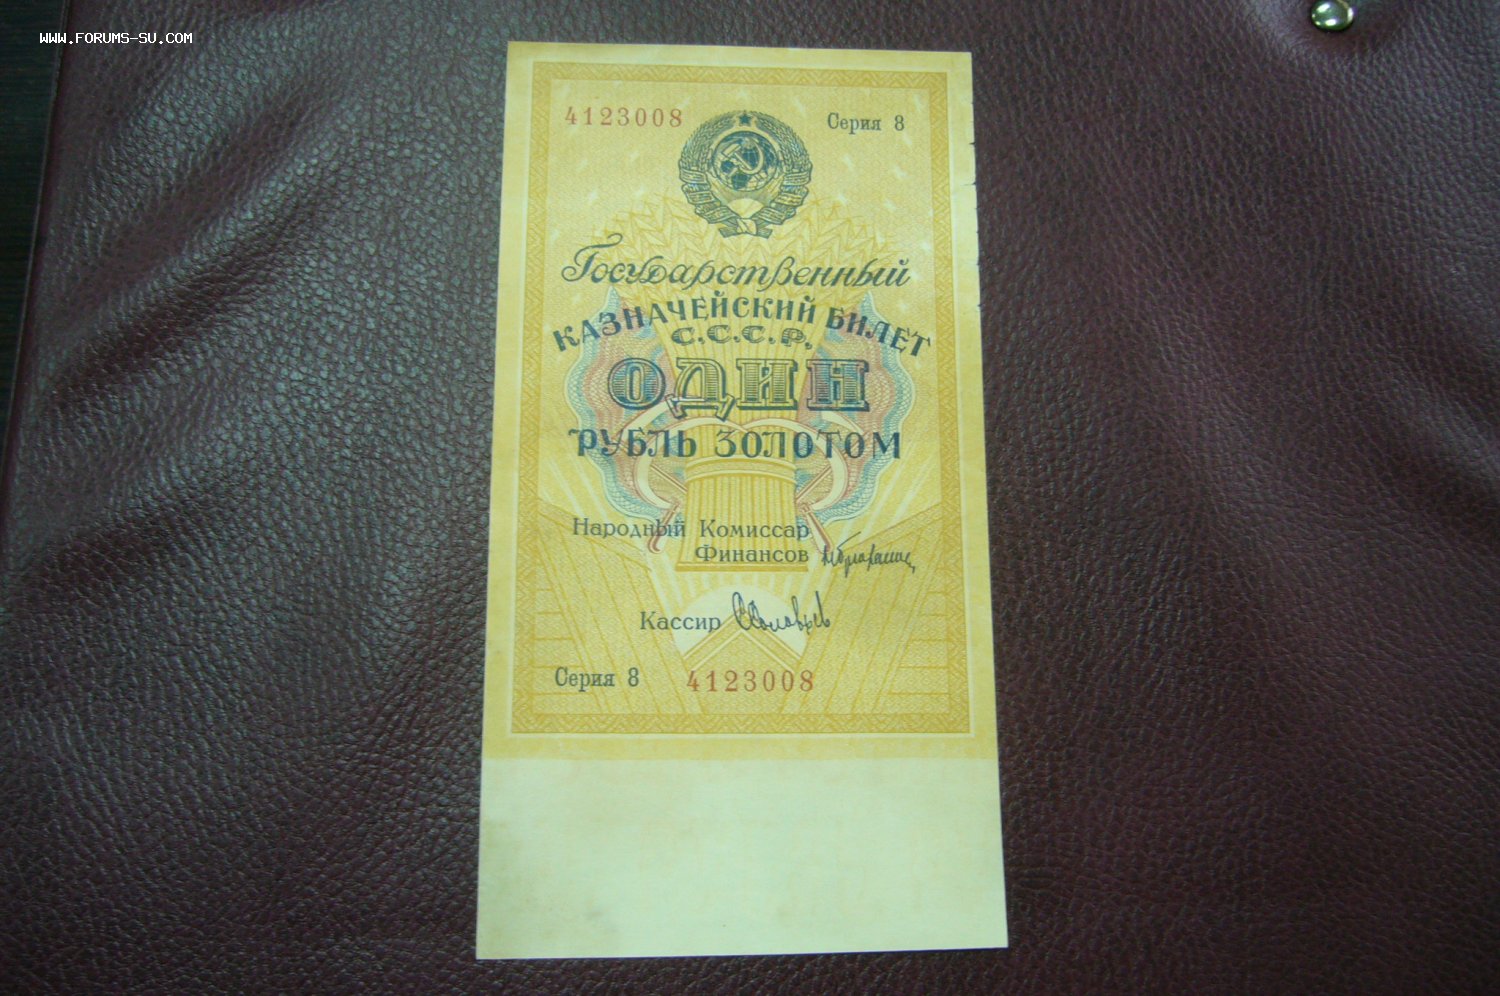 WWW.FORUMS-SU.COM
4123008 Серия 8
Государственный
КАЗНАЧЕЙСКИЙ БИЛЕТ
С.С.С.Р.
ОДИН
РУБЛЬ ЗОЛОТОМ
Народный Комиссар
Финансов
Кассир
Серия 8 4123008